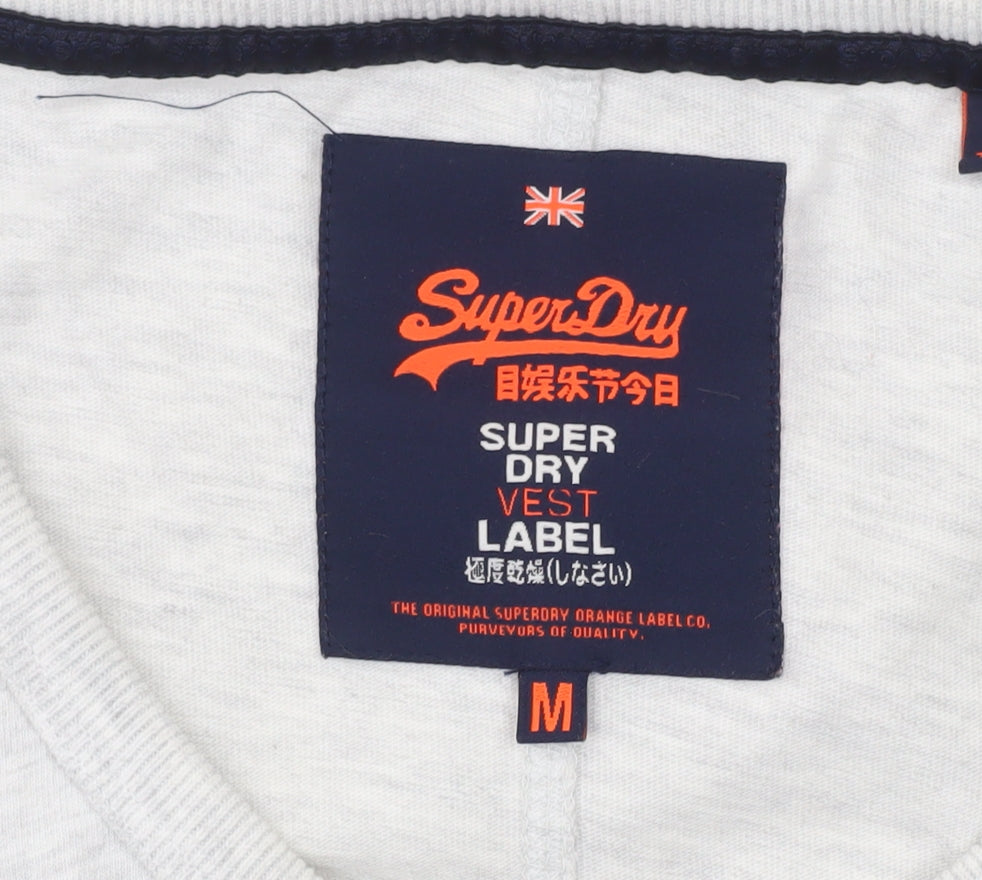 SuperDry
目娱乐节今日
SUPER
DRY
VEST
LABEL
極度乾燥(しなさい)
THE ORIGINAL SUPERDRY ORANGE LABEL CO,
PURVEYORS OF QUALITY.
M